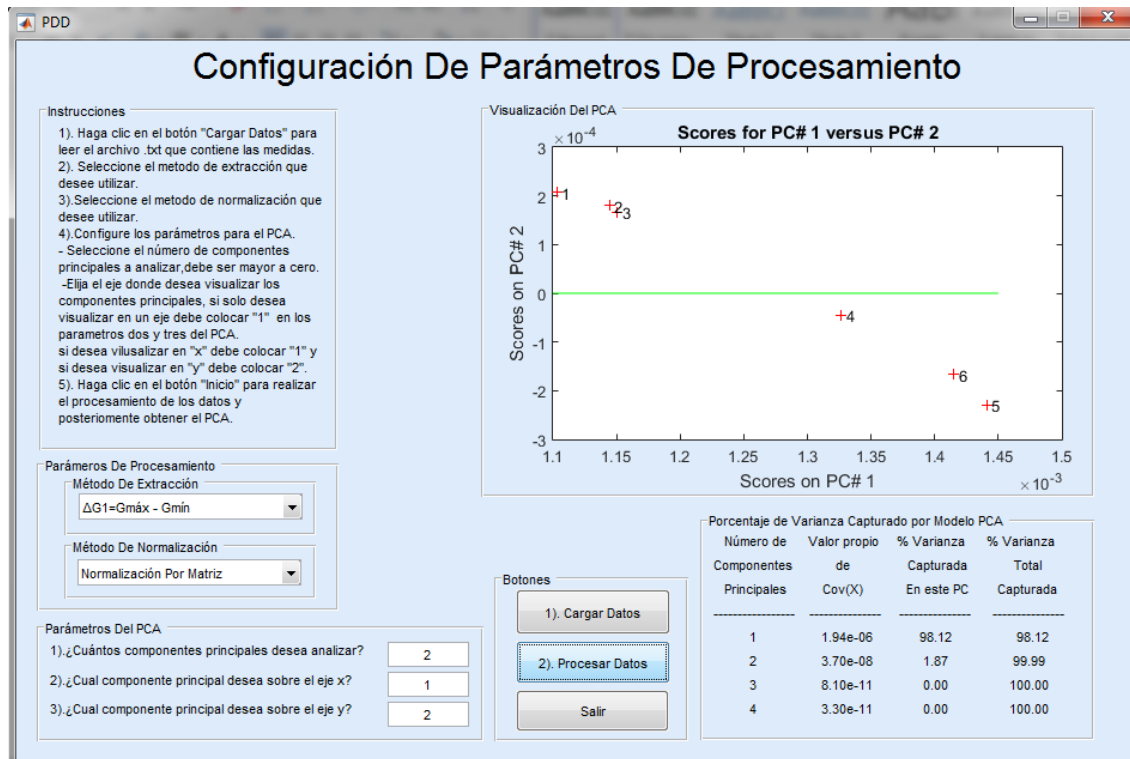 PDD
Configuración De Parámetros De Procesamiento
Instrucciones
1). Haga clic en el botón "Cargar Datos" para
leer el archivo .txt que contiene las medidas.
2). Seleccione el metodo de extracción que
desee utilizar.
3).Seleccione el metodo de normalización que
desee utilizar.
4).Configure los parámetros para el PCA.
- Seleccione el número de componentes
principales a analizar,debe ser mayor a cero.
-Elija el eje donde desea visualizar los
componentes principales, si solo desea
visualizar en un eje debe colocar "1" en los
parametros dos y tres del PCA.
si desea vilusalizar en "x" debe colocar "1" y
si desea visualizar en "y" debe colocar "2".
5). Haga clic en el botón "Inicio" para realizar
el procesamiento de los datos y
posteriomente obtener el PCA.
Visualización Del PCA
×10⁻⁴
Scores for PC# 1 versus PC# 2
3
2
1
0
-1
-2
-3
Scores on PC# 2
1
2
3
4
6
5
1.1 1.15 1.2 1.25 1.3 1.35 1.4 1.45 1.5
Scores on PC# 1
×10⁻³
Parámeros De Procesamiento
Método De Extracción
ΔG1=Gmáx - Gmín
Método De Normalización
Normalización Por Matriz
Parámetros Del PCA
1).¿Cuántos componentes principales desea analizar? 2
2).¿Cual componente principal desea sobre el eje x? 1
3).¿Cual componente principal desea sobre el eje y? 2
Botones
1). Cargar Datos
2). Procesar Datos
Salir
Porcentaje de Varianza Capturado por Modelo PCA
Número de Valor propio % Varianza % Varianza
Componentes de Capturada Total
Principales Cov(X) En este PC Capturada
----------------- --------------- --------------- ---------------
1 1.94e-06 98.12 98.12
2 3.70e-08 1.87 99.99
3 8.10e-11 0.00 100.00
4 3.30e-11 0.00 100.00